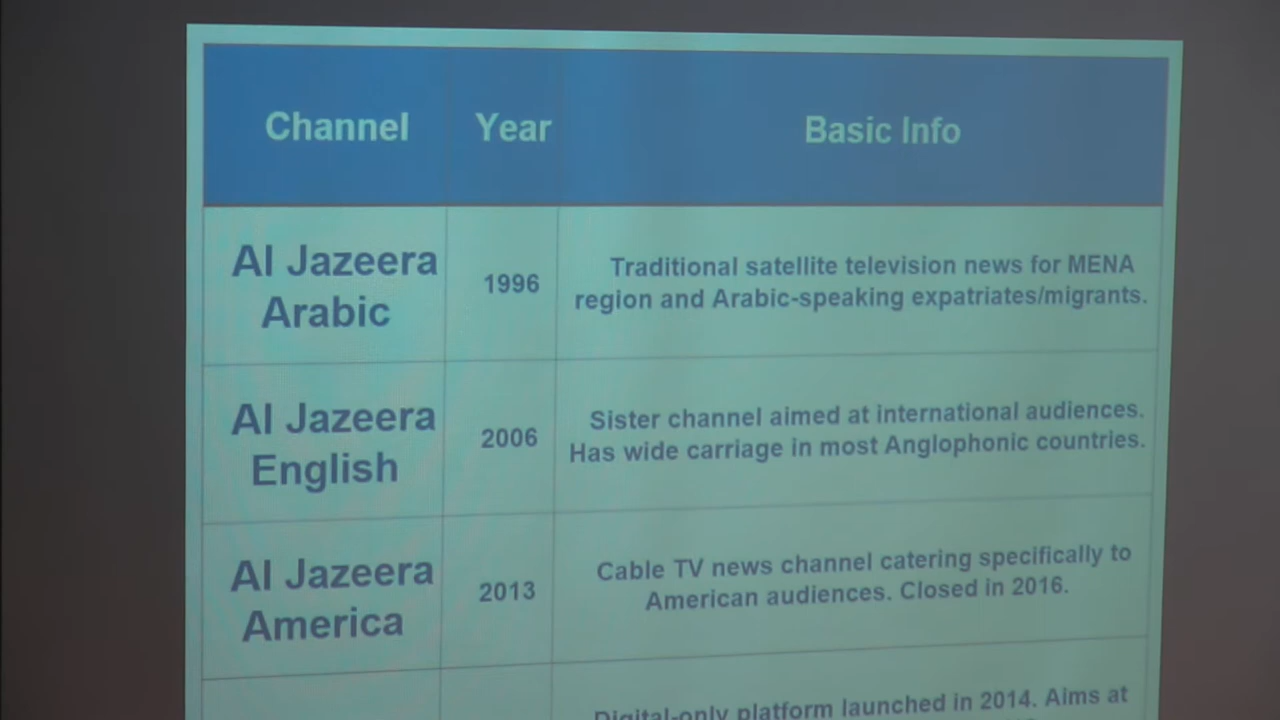 Channel Year Basic Info
Al Jazeera
Arabic
1996
Traditional satellite television news for MENA
region and Arabic-speaking expatriates/migrants.
Al Jazeera
English
2006
Sister channel aimed at international audiences.
Has wide carriage in most Anglophonic countries.
Al Jazeera
America
2013
Cable TV news channel catering specifically to
American audiences. Closed in 2016.
Digital-only platform launched in 2014. Aims at